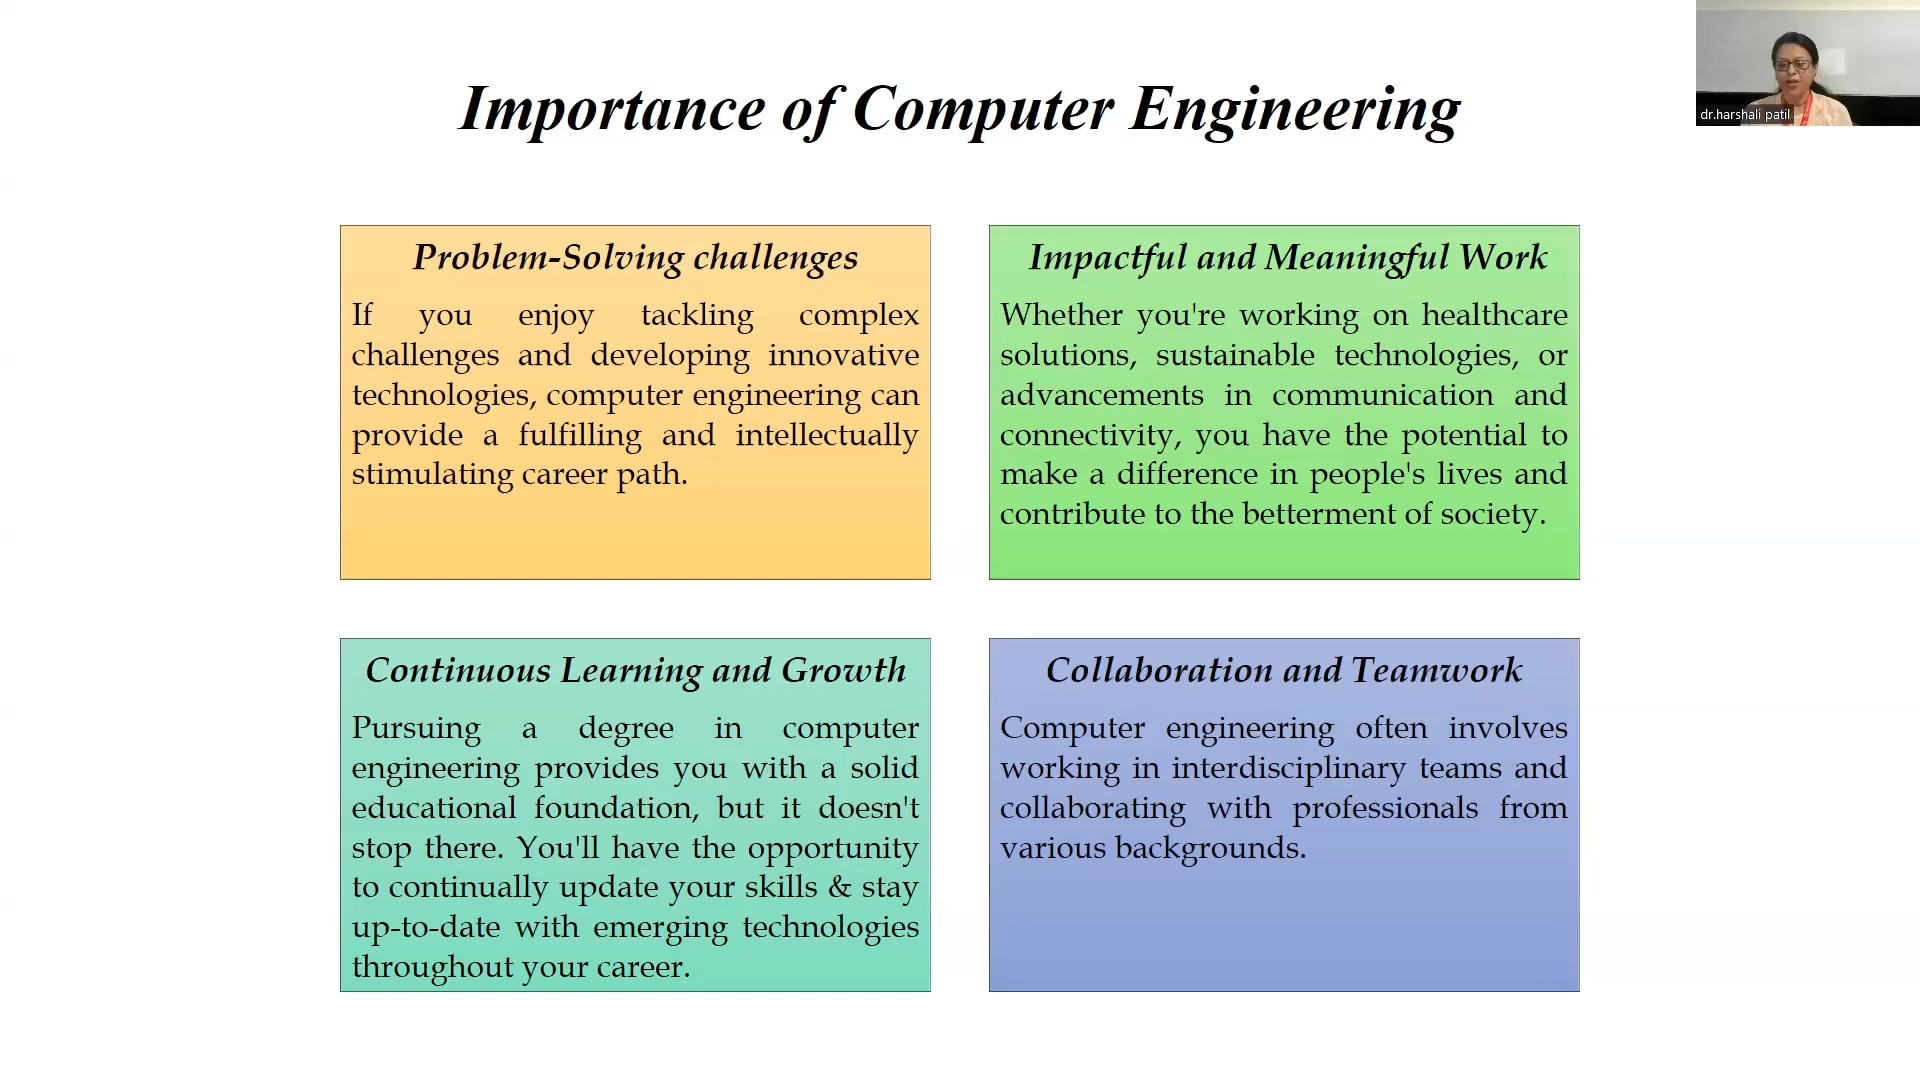 Importance of Computer Engineering
dr.harshali patil
Problem-Solving challenges
If you enjoy tackling complex
challenges and developing innovative
technologies, computer engineering can
provide a fulfilling and intellectually
stimulating career path.
Impactful and Meaningful Work
Whether you're working on healthcare
solutions, sustainable technologies, or
advancements in communication and
connectivity, you have the potential to
make a difference in people's lives and
contribute to the betterment of society.
Continuous Learning and Growth
Pursuing a degree in computer
engineering provides you with a solid
educational foundation, but it doesn't
stop there. You'll have the opportunity
to continually update your skills & stay
up-to-date with emerging technologies
throughout your career.
Collaboration and Teamwork
Computer engineering often involves
working in interdisciplinary teams and
collaborating with professionals from
various backgrounds.